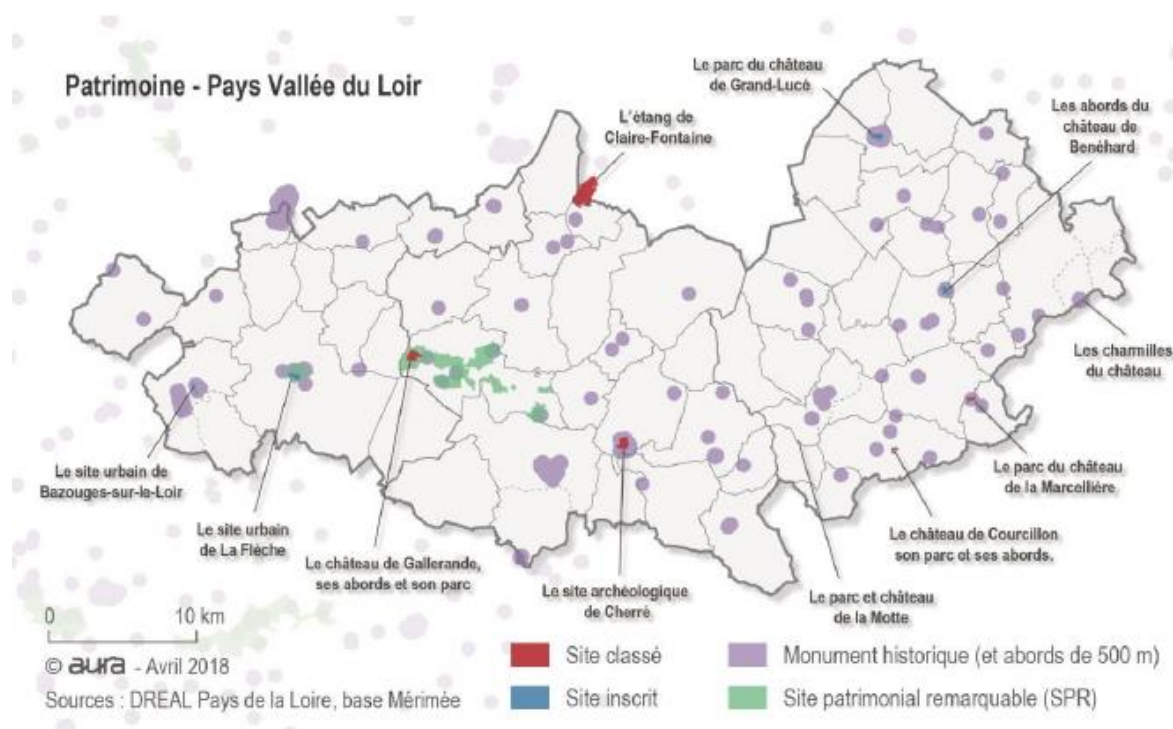 Patrimoine - Pays Vallée du Loir
Le parc du château
de Grand-Lucé
L'étang de
Claire-Fontaine
Les abords du
château de
Benéhard
Les charmilles
du château
Le site urbain de
Bazouges-sur-le-Loir
Le site urbain
de La Flèche
Le château de Gallerande,
ses abords et son parc
Le site archéologique
de Cherré
Le parc et château
de la Motte
Le château de Courcillon
son parc et ses abords.
Le parc du château
de la Marcellière
0 10 km
© aura - Avril 2018
Sources : DREAL Pays de la Loire, base Mérimée
Site classé
Site inscrit
Monument historique (et abords de 500 m)
Site patrimonial remarquable (SPR)